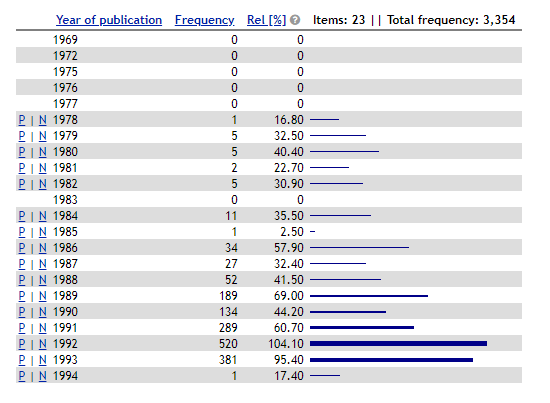 Year of publication Frequency Rel [%] ? Items: 23 || Total frequency: 3,354
1969 0 0
1972 0 0
1975 0 0
1976 0 0
1977 0 0
P | N 1978 1 16.80
P | N 1979 5 32.50
P | N 1980 5 40.40
P | N 1981 2 22.70
P | N 1982 5 30.90
1983 0 0
P | N 1984 11 35.50
P | N 1985 1 2.50
P | N 1986 34 57.90
P | N 1987 27 32.40
P | N 1988 52 41.50
P | N 1989 189 69.00
P | N 1990 134 44.20
P | N 1991 289 60.70
P | N 1992 520 104.10
P | N 1993 381 95.40
P | N 1994 1 17.40